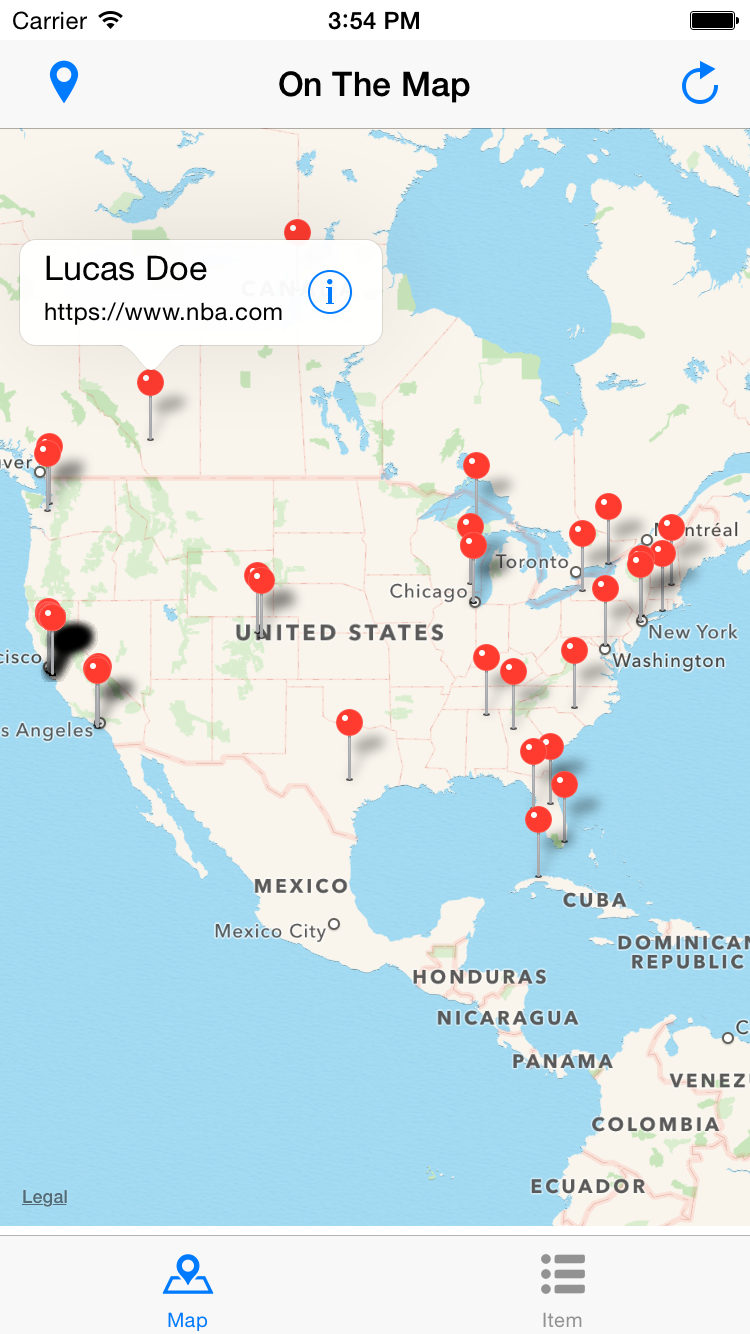 Carrier 3:54 PM
On The Map
CAN
Lucas Doe
https://www.nba.com
ver
Montréal
Toronto
Chicago
UNITED STATES
New York
cisco
Washington
s Angeles
MEXICO
CUBA
Mexico City
DOMINICAN
REPUBLIC
HONDURAS
NICARAGUA
C
PANAMA
VENEZ
COLOMBIA
ECUADOR
Legal
Map Item